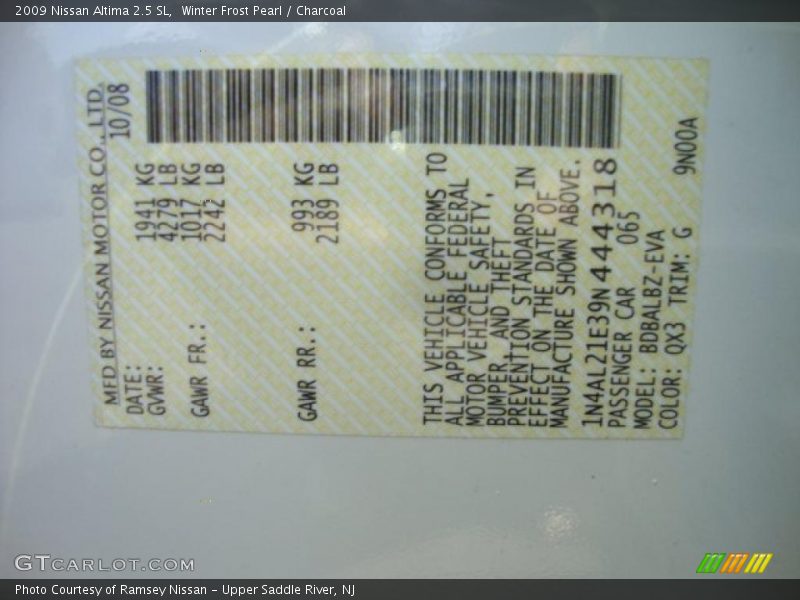 2009 Nissan Altima 2.5 SL,  Winter Frost Pearl / Charcoal
MFD BY NISSAN MOTOR CO., LTD.
DATE: 10/08
GVWR: 1941 KG
4279 LB
GAWR FR.: 1017 KG
2242 LB
GAWR RR.: 993 KG
2189 LB
THIS VEHICLE CONFORMS TO
ALL APPLICABLE FEDERAL
MOTOR VEHICLE SAFETY,
BUMPER, AND THEFT
PREVENTION STANDARDS IN
EFFECT ON THE DATE OF
MANUFACTURE SHOWN ABOVE.
1N4AL21E39N444318
PASSENGER CAR 065
MODEL: BDBALBZ-EVA
COLOR: QX3 TRIM: G 9N00A
GTCARLOT.COM
Photo Courtesy of Ramsey Nissan – Upper Saddle River, NJ